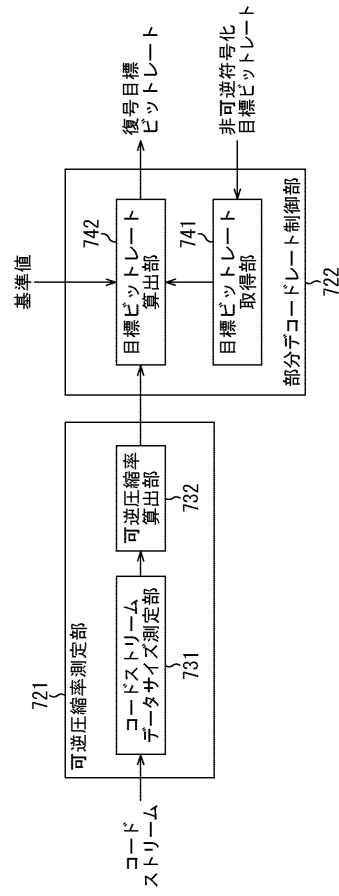 コード
ストリーム
721
可逆圧縮率測定部
コードストリーム
データサイズ測定部
731
可逆圧縮率
算出部
732
基準値
742
目標ビットレート
算出部
741
目標ビットレート
取得部
部分デコードレート制御部
722
復号目標
ビットレート
非可逆符号化
目標ビットレート